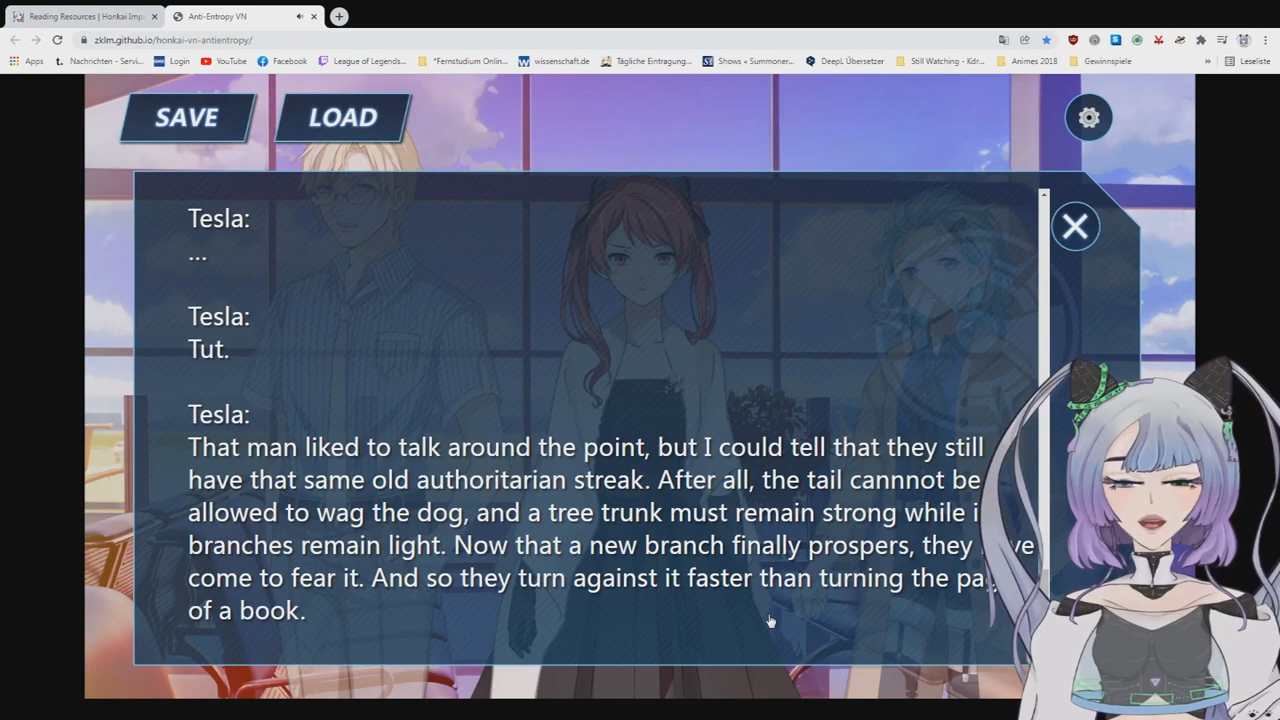 Reading Resources | Honkai Imp
Anti-Entropy VN
zklm.github.io/honkai-vn-antientropy/
Apps
Nachrichten - Servi...
Login
YouTube
Facebook
League of Legends...
*Fernstudium Onlin...
wissenschaft.de
Tägliche Eintragung...
Shows « Summoner...
DeepL Übersetzer
Still Watching - Kdr...
Animes 2018
Gewinnspiele
»
Leseliste
SAVE
LOAD
Tesla:
...
Tesla:
Tut.
Tesla:
That man liked to talk around the point, but I could tell that they still
have that same old authoritarian streak. After all, the tail cannnot be
allowed to wag the dog, and a tree trunk must remain strong while
branches remain light. Now that a new branch finally prospers, they
come to fear it. And so they turn against it faster than turning the
of a book.